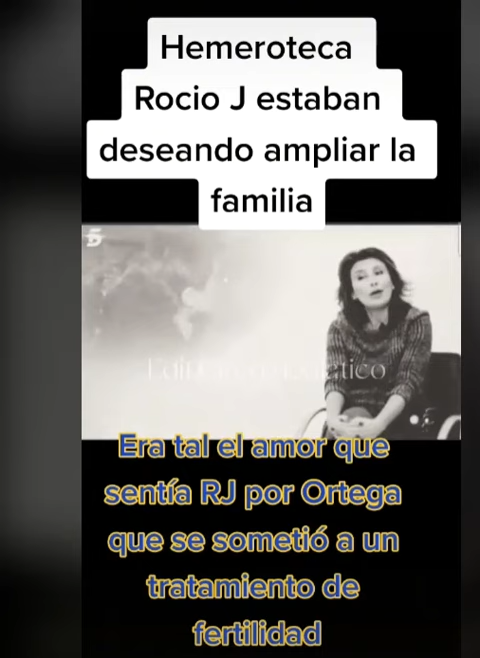 Hemeroteca
Rocio J estaban
deseando ampliar la
familia
5
Era tal el amor que
sentía RJ por Ortega
que se sometió a un
tratamiento de
fertilidad